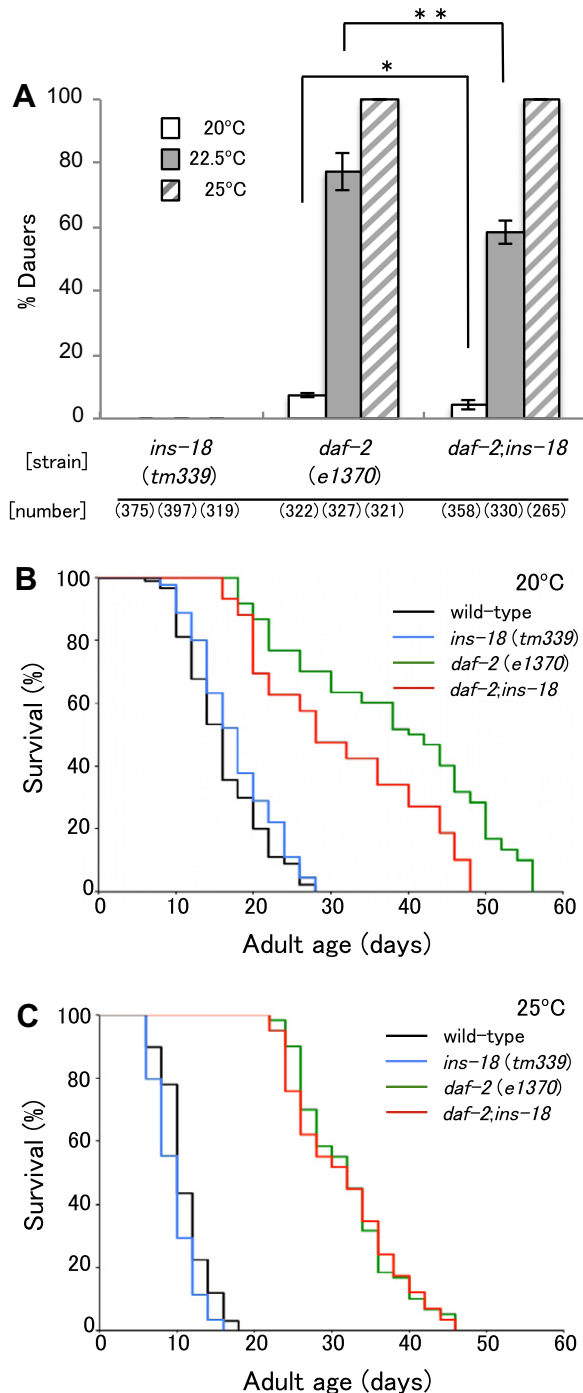 **
*
A
100
20°C
22.5°C
25°C
80
60
40
20
0
% Dauers
[strain]
ins-18
(tm339)
daf-2
(e1370)
daf-2;ins-18
[number]
(375)(397)(319)
(322)(327)(321)
(358)(330)(265)
B
20°C
100
80
60
40
20
0
Survival (%)
wild-type
ins-18 (tm339)
daf-2 (e1370)
daf-2;ins-18
0 10 20 30 40 50 60
Adult age (days)
C
25°C
100
80
60
40
20
0
Survival (%)
wild-type
ins-18 (tm339)
daf-2 (e1370)
daf-2;ins-18
0 10 20 30 40 50 60
Adult age (days)